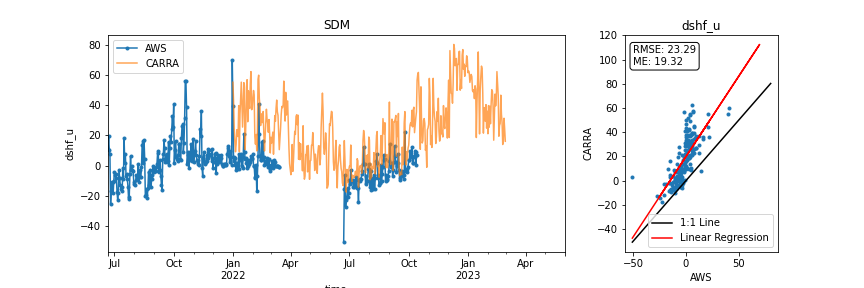 SDM
AWS
CARRA
80
60
40
20
0
−20
−40
dshf_u
Jul
Oct
Jan
2022
Apr
Jul
Oct
Jan
2023
Apr
time
dshf_u
RMSE: 23.29
ME: 19.32
120
100
80
60
40
20
0
−20
−40
CARRA
1:1 Line
Linear Regression
−50
0
50
AWS